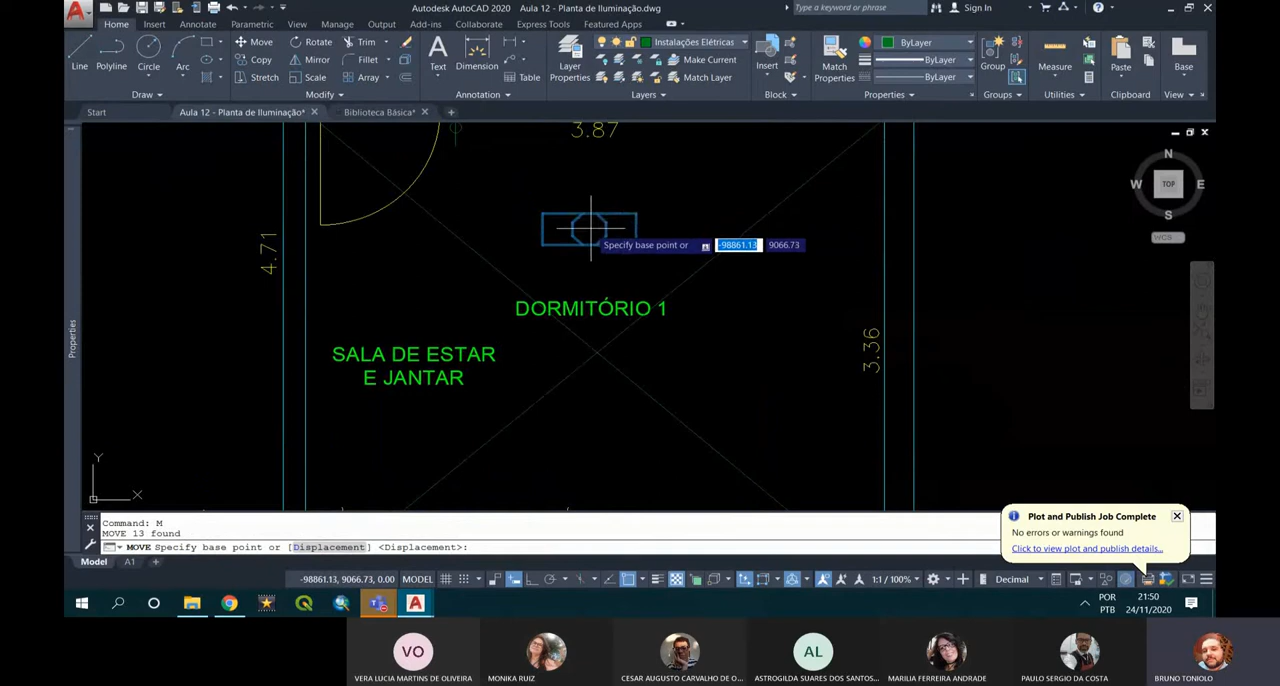 Autodesk AutoCAD 2020 Aula 12 - Planta de Iluminação.dwg
Type a keyword or phrase
Sign In
Home Insert Annotate Parametric View Manage Output Add-ins Collaborate Express Tools Featured Apps
Line Polyline Circle Arc
Move Rotate Trim
Copy Mirror Fillet
Stretch Scale Array
Text Dimension Table
Layer Properties
Instalações Elétricas
Make Current
Match Layer
Insert
Match Properties
ByLayer
ByLayer
ByLayer
Group Measure Paste Base
Draw Modify Annotation Layers Block Properties Groups Utilities Clipboard View
Start Aula 12 - Planta de Iluminação* Biblioteca Básica*
3.87
N
W TOP E
S
WCS
4.71
Specify base point or -98861.13 9066.73
DORMITÓRIO 1
SALA DE ESTAR
E JANTAR
3.36
Properties
Y
X
Command: M
MOVE 13 found
MOVE Specify base point or [Displacement] <Displacement>:
Plot and Publish Job Complete
No errors or warnings found
Click to view plot and publish details...
Model A1
-98861.13, 9066.73, 0.00 MODEL 1:1 / 100% Decimal
POR
PTB
21:50
24/11/2020
VO
AL
VERA LUCIA MARTINS DE OLIVEIRA MONIKA RUIZ CESAR AUGUSTO CARVALHO DE O... ASTROGILDA SUARES DOS SANTOS... MARILIA FERREIRA ANDRADE PAULO SERGIO DA COSTA BRUNO TONIOLO